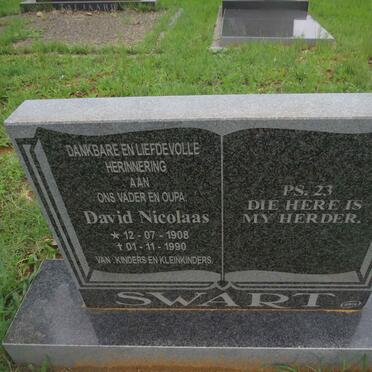 DANKBARE EN LIEFDEVOLLE
HERINNERING
AAN
ONS VADER EN OUPA
David Nicolaas
★ 12 - 07 - 1908
✝ 01 - 11 - 1990
VAN KINDERS EN KLEINKINDERS.
PS. 23
DIE HERE IS
MY HERDER.
SWART